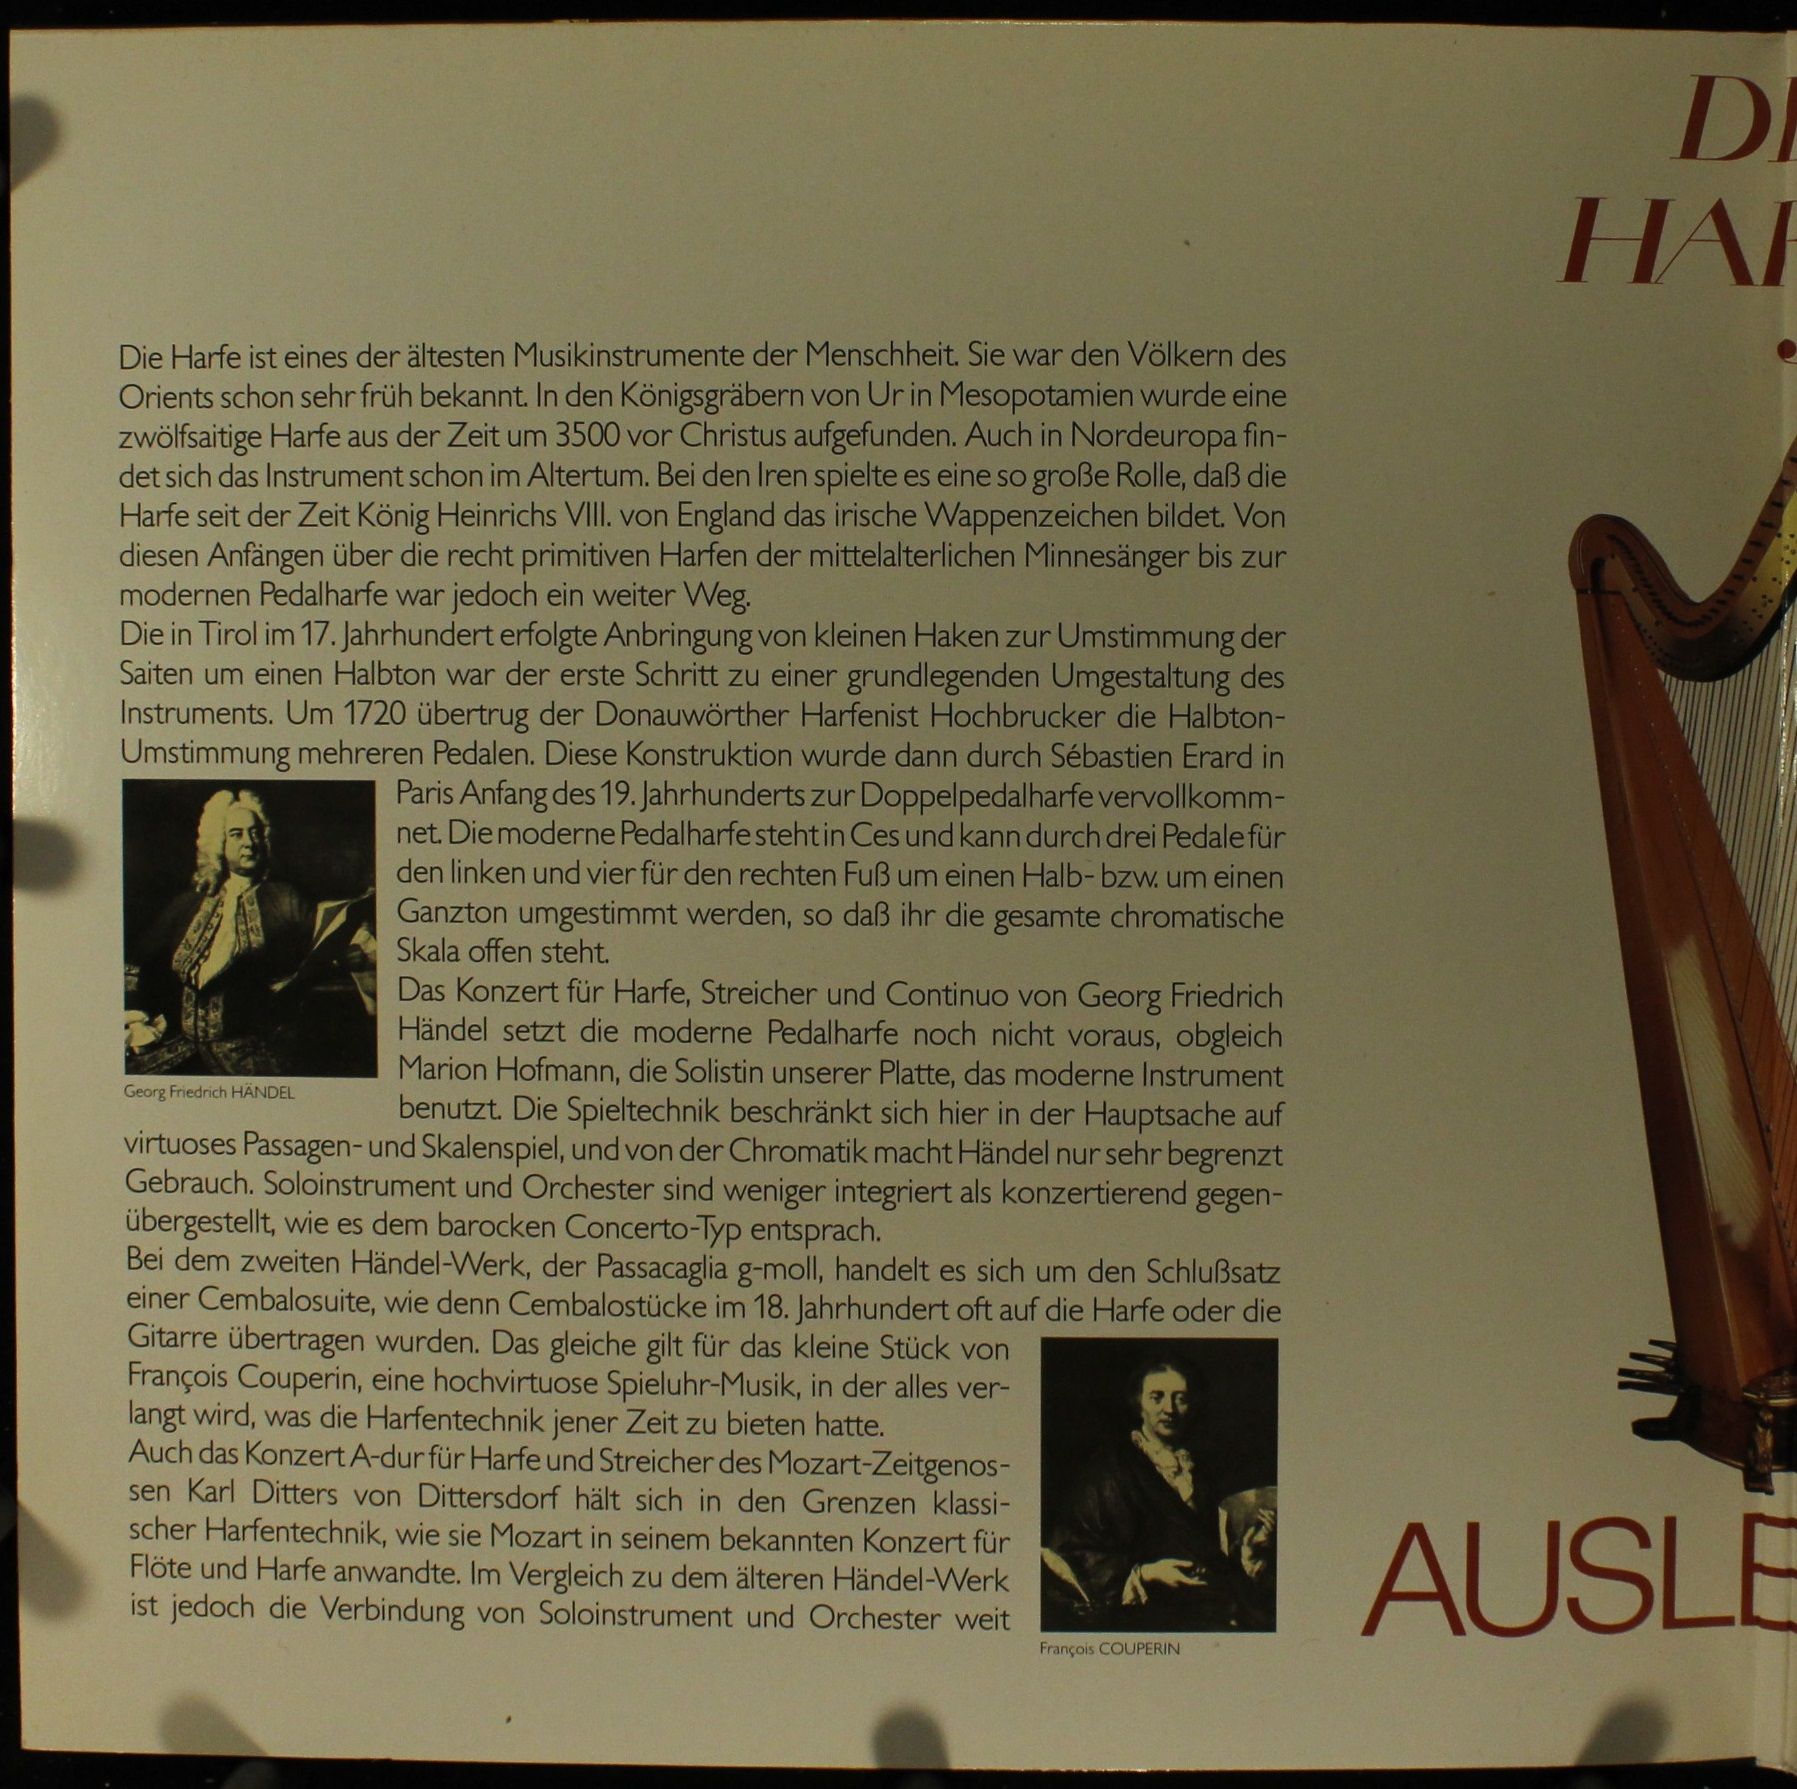 Die Harfe ist eines der ältesten Musikinstrumente der Menschheit. Sie war den Völkern des
Orients schon sehr früh bekannt. In den Königsgräbern von Ur in Mesopotamien wurde eine
zwölfsaitige Harfe aus der Zeit um 3500 vor Christus aufgefunden. Auch in Nordeuropa fin-
det sich das Instrument schon im Altertum. Bei den Iren spielte es eine so große Rolle, daß die
Harfe seit der Zeit König Heinrichs VIII. von England das irische Wappenzeichen bildet. Von
diesen Anfängen über die recht primitiven Harfen der mittelalterlichen Minnesänger bis zur
modernen Pedalharfe war jedoch ein weiter Weg.
Die in Tirol im 17. Jahrhundert erfolgte Anbringung von kleinen Haken zur Umstimmung der
Saiten um einen Halbton war der erste Schritt zu einer grundlegenden Umgestaltung des
Instruments. Um 1720 übertrug der Donauwörther Harfenist Hochbrucker die Halbton-
Umstimmung mehreren Pedalen. Diese Konstruktion wurde dann durch Sébastien Erard in
Paris Anfang des 19. Jahrhunderts zur Doppelpedalharfe vervollkomm-
net. Die moderne Pedalharfe steht in Ces und kann durch drei Pedale für
den linken und vier für den rechten Fuß um einen Halb- bzw. um einen
Ganzton umgestimmt werden, so daß ihr die gesamte chromatische
Skala offen steht.
Das Konzert für Harfe, Streicher und Continuo von Georg Friedrich
Händel setzt die moderne Pedalharfe noch nicht voraus, obgleich
Marion Hofmann, die Solistin unserer Platte, das moderne Instrument
benutzt. Die Spieltechnik beschränkt sich hier in der Hauptsache auf
virtuoses Passagen- und Skalenspiel, und von der Chromatik macht Händel nur sehr begrenzt
Gebrauch. Soloinstrument und Orchester sind weniger integriert als konzertierend gegen-
übergestellt, wie es dem barocken Concerto-Typ entsprach.
Bei dem zweiten Händel-Werk, der Passacaglia g-moll, handelt es sich um den Schlußsatz
einer Cembalosuite, wie denn Cembalostücke im 18. Jahrhundert oft auf die Harfe oder die
Gitarre übertragen wurden. Das gleiche gilt für das kleine Stück von
François Couperin, eine hochvirtuose Spieluhr-Musik, in der alles ver-
langt wird, was die Harfentechnik jener Zeit zu bieten hatte.
Auch das Konzert A-dur für Harfe und Streicher des Mozart-Zeitgenos-
sen Karl Ditters von Dittersdorf hält sich in den Grenzen klassi-
scher Harfentechnik, wie sie Mozart in seinem bekannten Konzert für
Flöte und Harfe anwandte. Im Vergleich zu dem älteren Händel-Werk
ist jedoch die Verbindung von Soloinstrument und Orchester weit
Georg Friedrich HÄNDEL
François COUPERIN